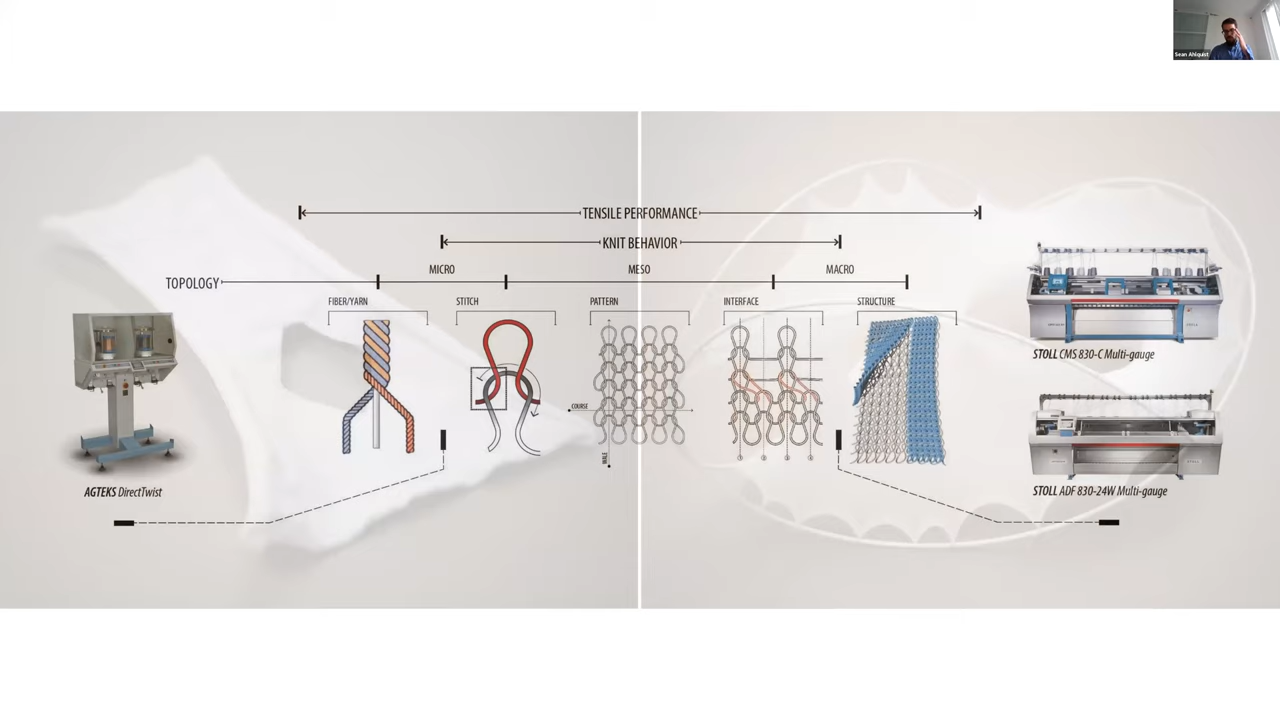 Sean Ahlquist
TENSILE PERFORMANCE
KNIT BEHAVIOR
MICRO
MESO
MACRO
TOPOLOGY
FIBER/YARN
STITCH
PATTERN
INTERFACE
STRUCTURE
STOLL CMS 830-C Multi-gauge
COURSE
WALE
AGTEKS DirectTwist
STOLL ADF 830-24W Multi-gauge